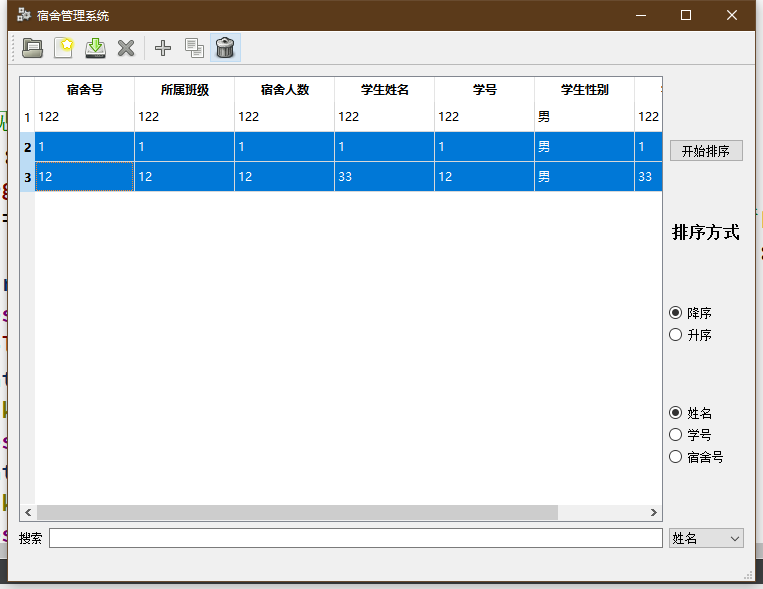 宿舍管理系统
宿舍号 所属班级 宿舍人数 学生姓名 学号 学生性别
1 122 122 122 122 122 男 122
2 1 1 1 1 1 男 1
3 12 12 12 33 12 男 33
开始排序
排序方式
降序
升序
姓名
学号
宿舍号
搜索 姓名